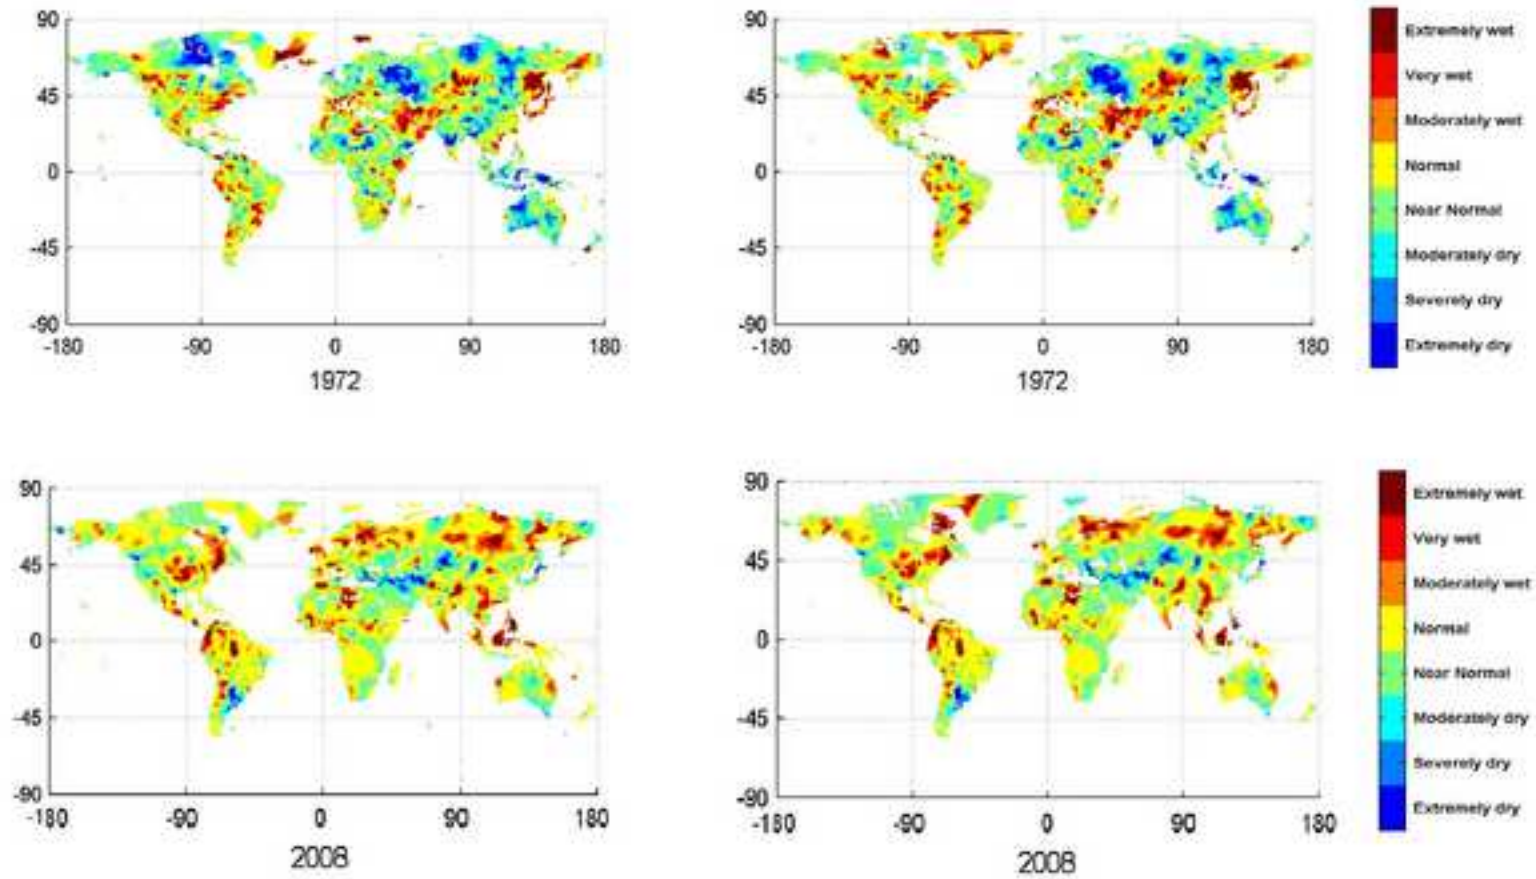 90
45
0
-45
-90
-180 -90 0 90 180
1972
90
45
0
-45
-90
-180 -90 0 90 180
1972
Extremely wet
Very wet
Moderately wet
Normal
Near Normal
Moderately dry
Severely dry
Extremely dry
90
45
0
-45
-90
-180 -90 0 90 180
2008
90
45
0
-45
-90
-180 -90 0 90 180
2008
Extremely wet
Very wet
Moderately wet
Normal
Near Normal
Moderately dry
Severely dry
Extremely dry